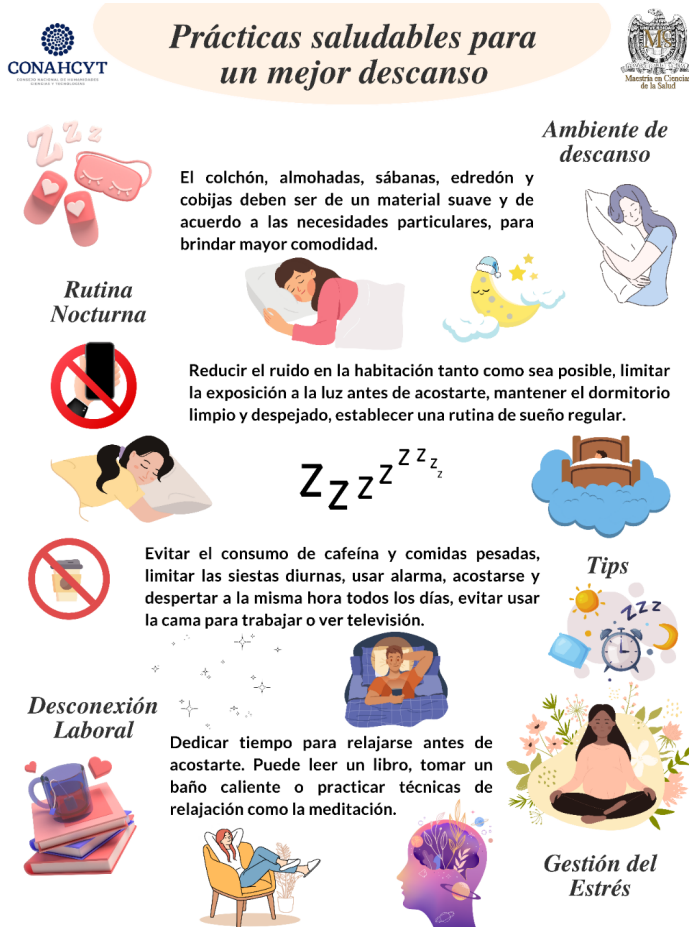 CONAHCYT
CONSEJO NACIONAL DE HUMANIDADES
CIENCIAS Y TECNOLOGÍAS
Prácticas saludables para
un mejor descanso
Maestría en Ciencias
de la Salud
Ambiente de
descanso
Z Z Z
El colchón, almohadas, sábanas, edredón y
cobijas deben ser de un material suave y de
acuerdo a las necesidades particulares, para
brindar mayor comodidad.
Rutina
Nocturna
Reducir el ruido en la habitación tanto como sea posible, limitar
la exposición a la luz antes de acostarte, mantener el dormitorio
limpio y despejado, establecer una rutina de sueño regular.
Z Z Z Z Z Z Z z
Evitar el consumo de cafeína y comidas pesadas,
limitar las siestas diurnas, usar alarma, acostarse y
despertar a la misma hora todos los días, evitar usar
la cama para trabajar o ver televisión.
Tips
Z Z Z
Desconexión
Laboral
Dedicar tiempo para relajarse antes de
acostarte. Puede leer un libro, tomar un
baño caliente o practicar técnicas de
relajación como la meditación.
Gestión del
Estrés